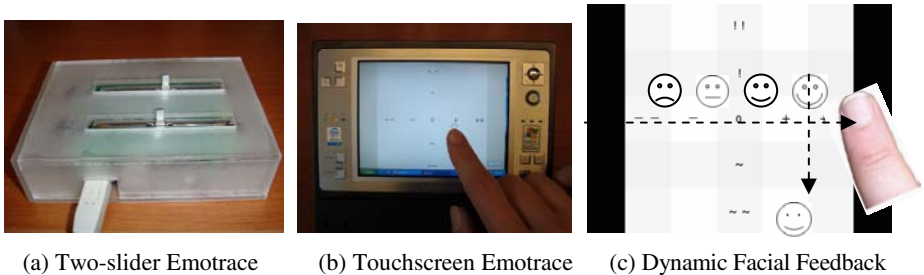 !!
!
-- - o + +
~
~~
(a) Two-slider Emotrace (b) Touchscreen Emotrace (c) Dynamic Facial Feedback